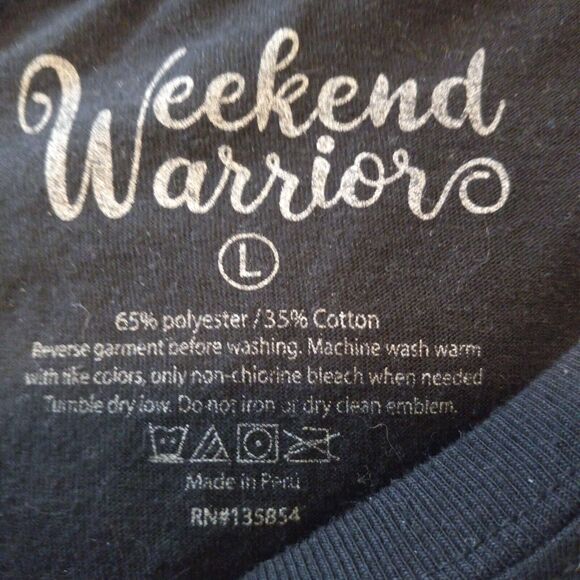 Weekend
Warrior
L
65% polyester / 35% Cotton
Reverse garment before washing. Machine wash warm
with like colors, only non-chlorine bleach when needed
Tumble dry low. Do not iron or dry clean emblem.
Made in Peru
RN#135854